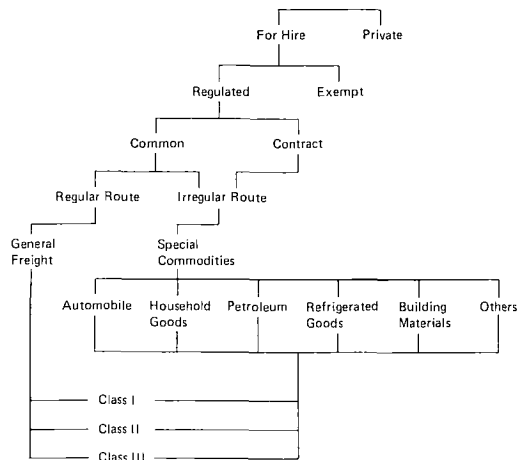 For Hire Private
Regulated Exempt
Common Contract
Regular Route Irregular Route
General Freight
Special Commodities
Automobile
Household Goods
Petroleum
Refrigerated Goods
Building Materials
Others
Class I
Class II
Class III